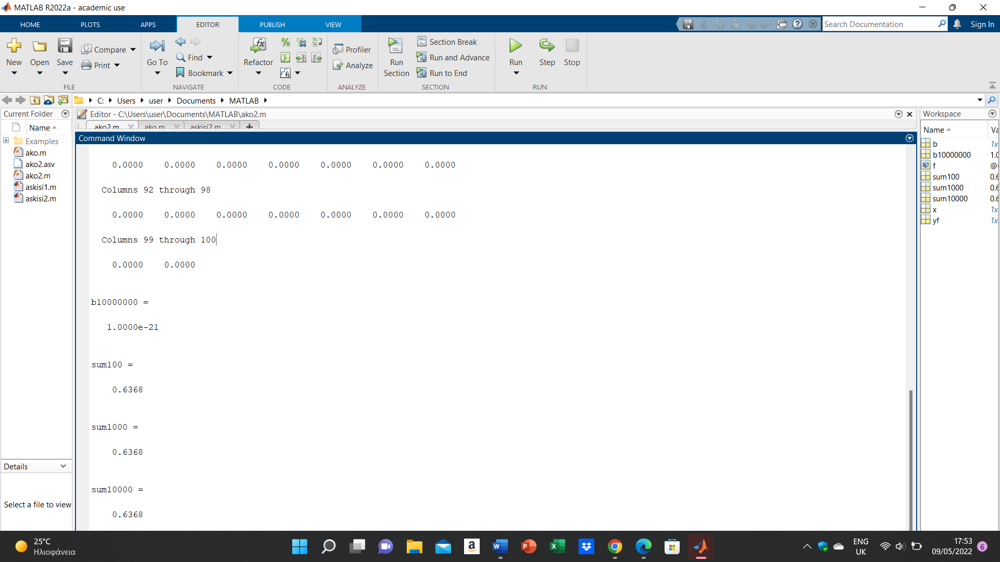 MATLAB R2022a - academic use
HOME PLOTS APPS EDITOR PUBLISH VIEW Search Documentation Sign In
New Open Save Compare Print
FILE
Go To Find Bookmark
NAVIGATE
Refactor
CODE
Profiler
Analyze
ANALYZE
Run Section
Section Break
Run and Advance
Run to End
SECTION
Run Step Stop
RUN
C: Users user Documents MATLAB
Current Folder
Name
Examples
ako.m
ako2.asv
ako2.m
askisi1.m
askisi2.m
Details
Select a file to view
Editor - C:\Users\user\Documents\MATLAB\ako2.m
ako2.m ako.m askisi2.m
Command Window
0.0000 0.0000 0.0000 0.0000 0.0000 0.0000 0.0000
Columns 92 through 98
0.0000 0.0000 0.0000 0.0000 0.0000 0.0000 0.0000
Columns 99 through 100
0.0000 0.0000
b10000000 =
1.0000e-21
sum100 =
0.6368
sum1000 =
0.6368
sum10000 =
0.6368
Workspace
Name Va
b 1x
b10000000 1.0
f @(
sum100 0.6
sum1000 0.6
sum10000 0.6
x 1x
yf 1x
25°C
Ηλιοφάνεια
ENG
UK
17:53
09/05/2022
6